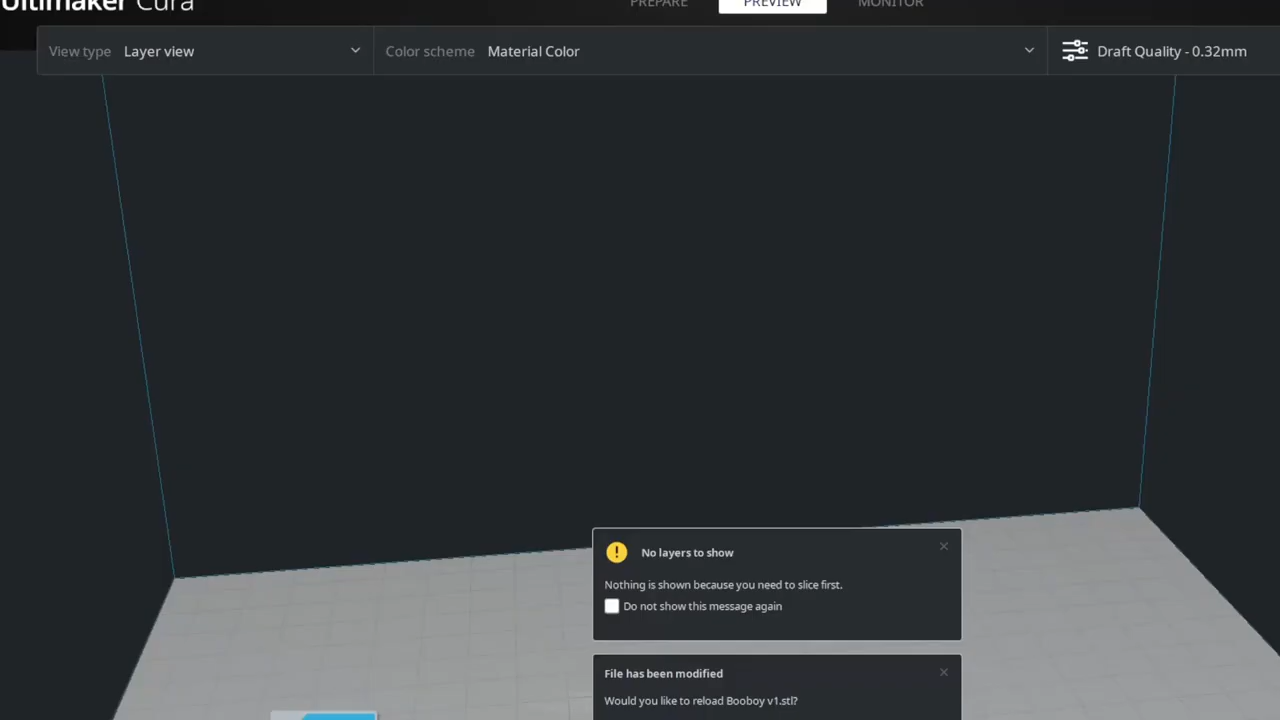 Ultimaker Cura
PREPARE PREVIEW MONITOR
View type Layer view Color scheme Material Color Draft Quality - 0.32mm
No layers to show
Nothing is shown because you need to slice first.
Do not show this message again
File has been modified
Would you like to reload Booboy v1.stl?